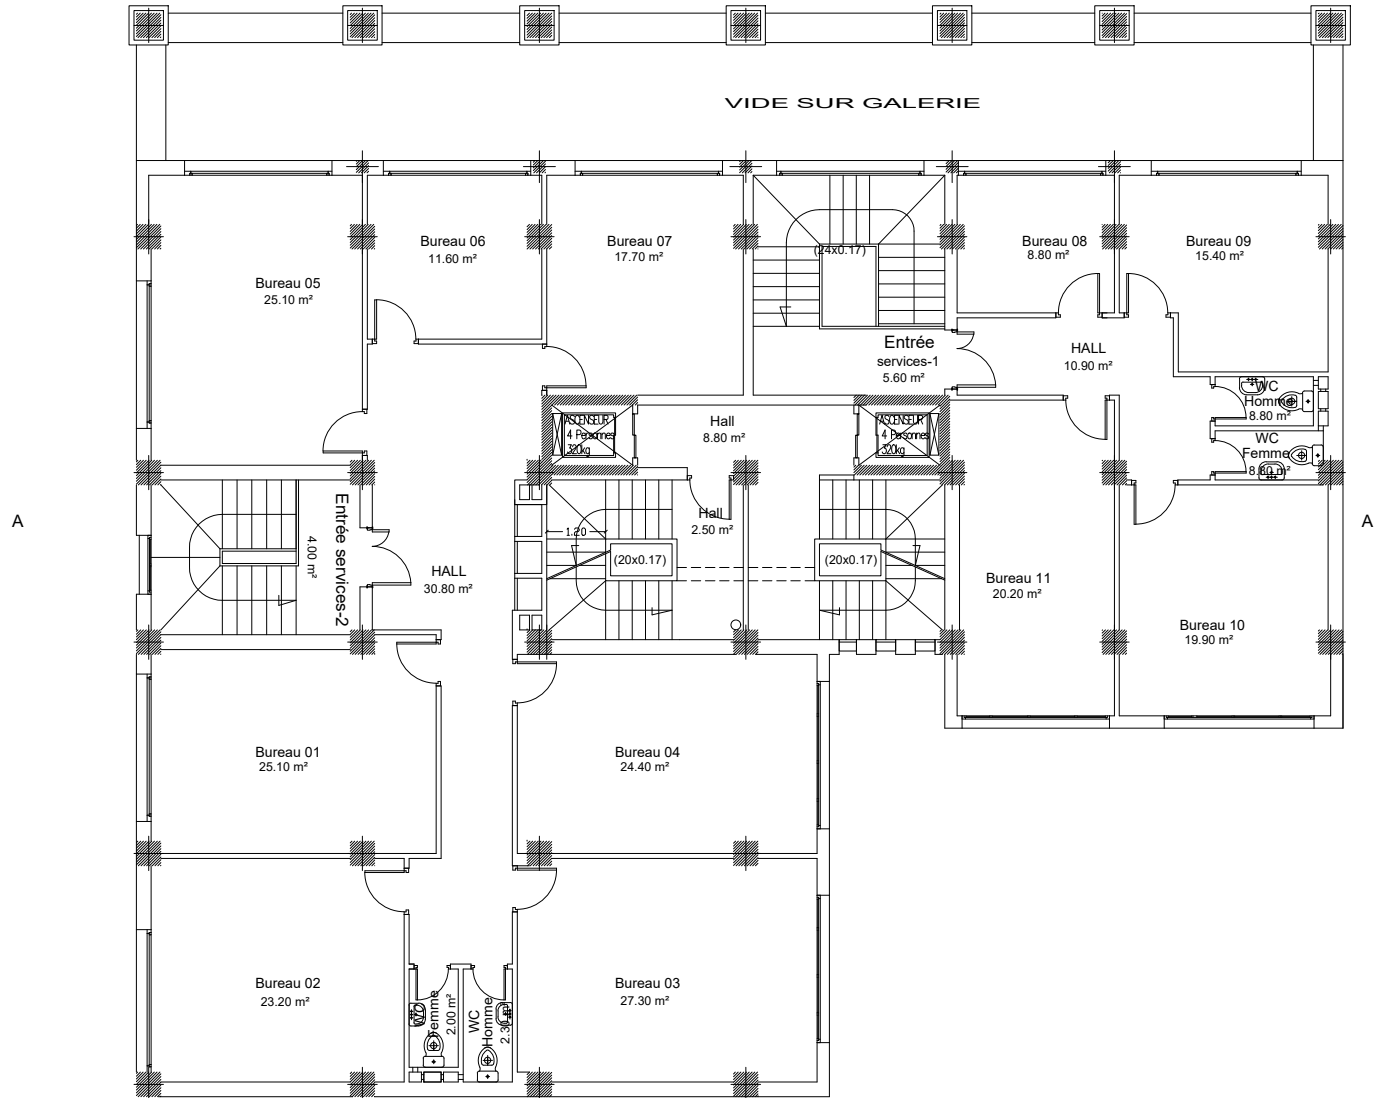 VIDE SUR GALERIE
Bureau 05
25.10 m²
Bureau 06
11.60 m²
Bureau 07
17.70 m²
(24x0.17)
Bureau 08
8.80 m²
Bureau 09
15.40 m²
Entrée
services-1
5.60 m²
HALL
10.90 m²
WC
Homme
8.80 m²
WC
Femme
8.80 m²
ASCENSEUR
4 Personnes
320kg
Hall
8.80 m²
ASCENSEUR
4 Personnes
320kg
A
A
Entrée services-2
4.00 m²
HALL
30.80 m²
1.20
(20x0.17)
Hall
2.50 m²
(20x0.17)
Bureau 11
20.20 m²
Bureau 10
19.90 m²
Bureau 01
25.10 m²
Bureau 04
24.40 m²
Bureau 02
23.20 m²
WC
Femme
2.00 m²
WC
Homme
2.30 m²
Bureau 03
27.30 m²